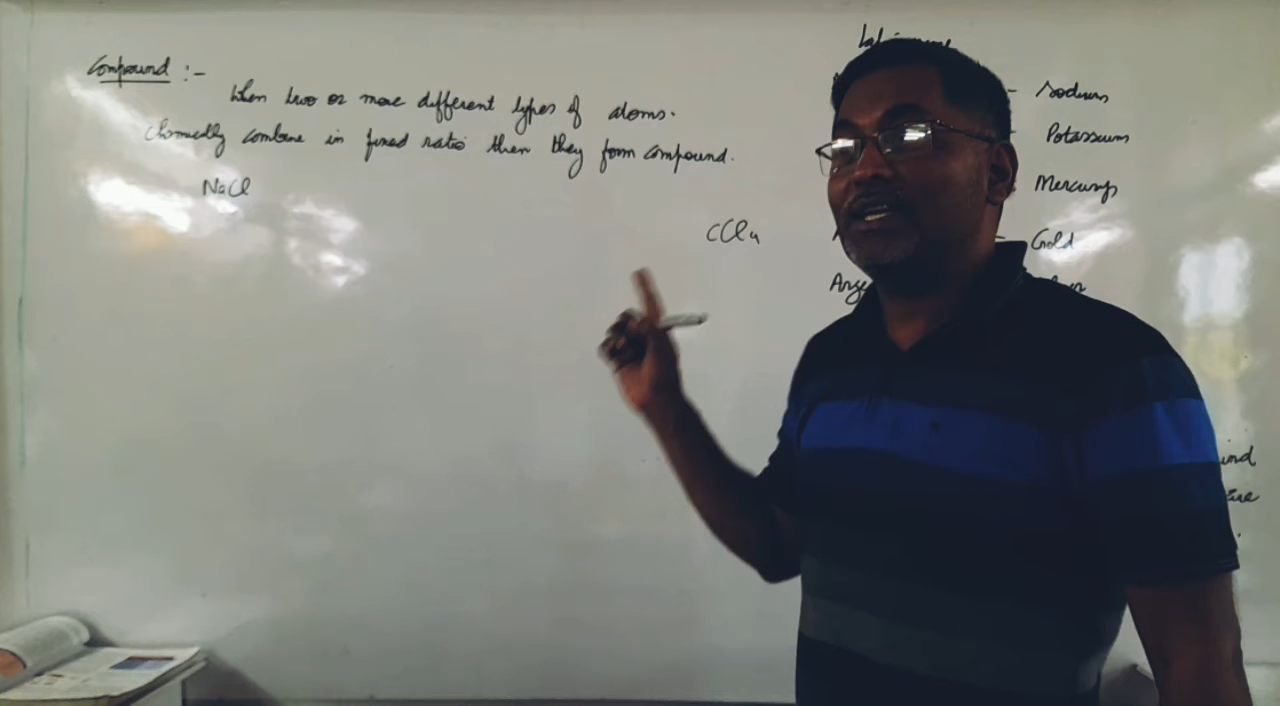 Compound :-
When two or more different types of atoms.
chemically combine in fixed ratio then they form compound.
NaCl
CCl4
- Sodium
- Potassium
Mercury
- Gold